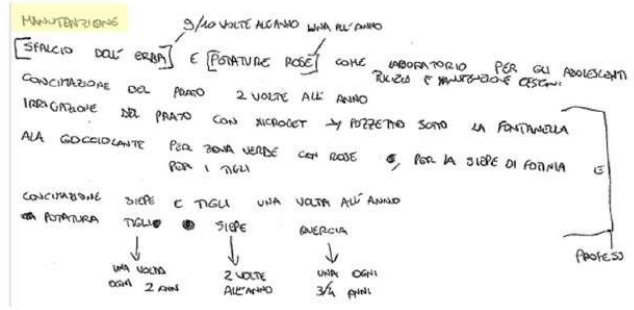 MANUTENZIONE
9/10 VOLTE ALL'ANNO UNA ALL'ANNO
[SFALCIO DELL' ERBA] E [POTATURE ROSE] COME LABORATORIO PER GLI ADOLESCENTI
PULIZIA E MANUTENZIONE CESTINI
CONCIMAZIONE DEL PRATO 2 VOLTE ALL' ANNO
IRRIGAZIONE DEL PRATO CON MICROGET → POZZETTO SOTTO LA FONTANELLA
ALA GOCCIOLANTE PER ZONA VERDE CON ROSE E, PER LA SIEPE DI FOTINIA E
PER I TIGLI
CONCIMAZIONE SIEPE E TIGLI UNA VOLTA ALL' ANNO
POTATURA TIGLI SIEPE QUERCIA
UNA VOLTA OGNI 2 ANNI
2 VOLTE ALL'ANNO
UNA OGNI 3/4 ANNI
PROFESS